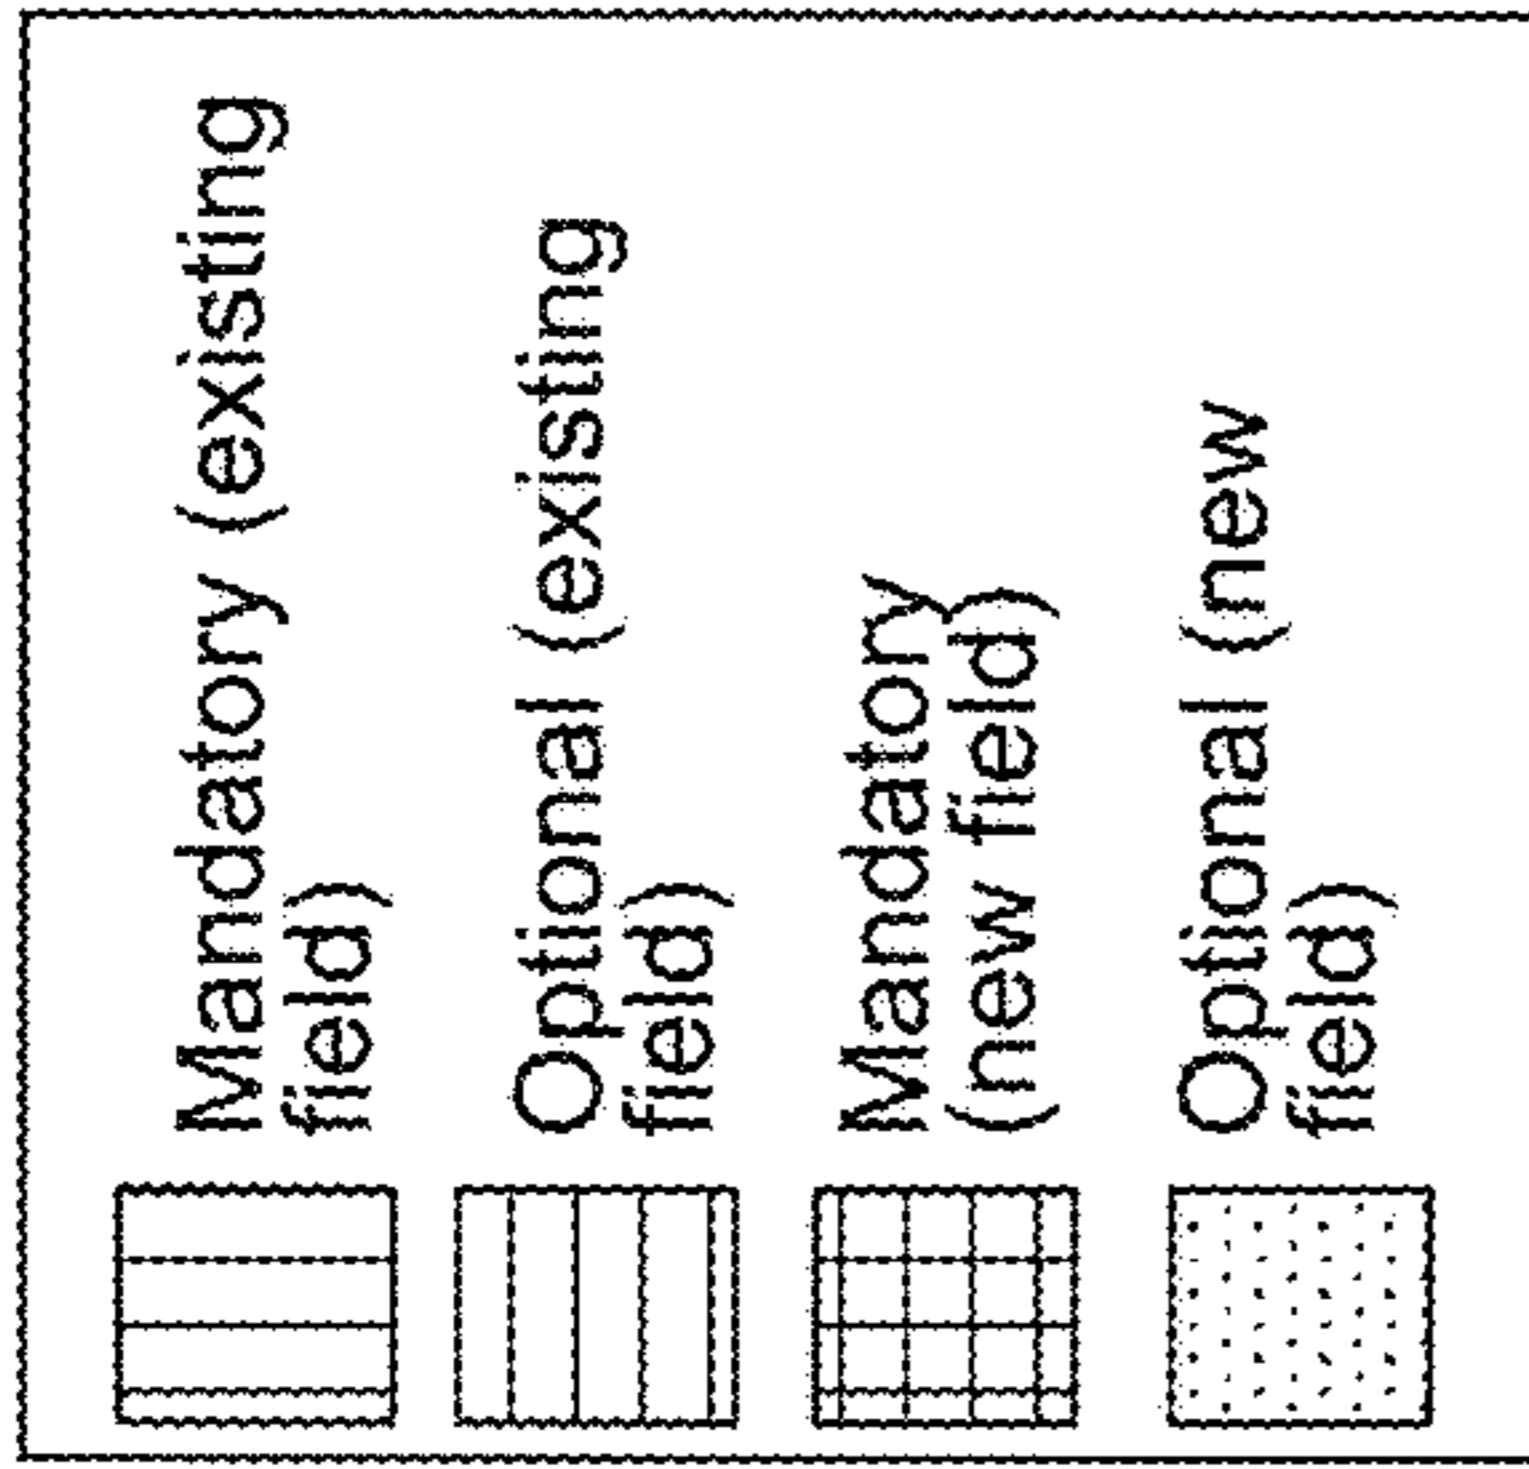 Mandatory (existing
field)
Optional (existing
field)
Mandatory
(new field)
Optional (new
field)